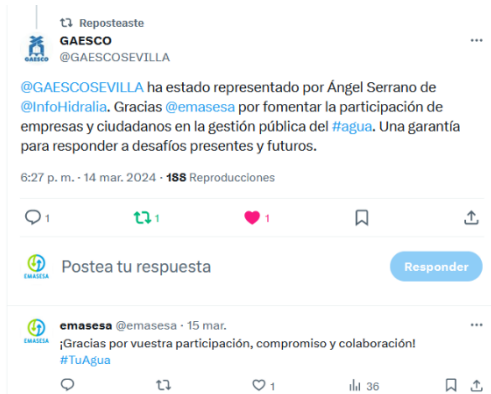 Reposteaste
GAESCO
@GAESCOSEVILLA
GAESCO
@GAESCOSEVILLA ha estado representado por Ángel Serrano de
@InfoHidralia. Gracias @emasesa por fomentar la participación de
empresas y ciudadanos en la gestión pública del #agua. Una garantía
para responder a desafíos presentes y futuros.
6:27 p. m. · 14 mar. 2024 · 188 Reproducciones
1 1 1
EMASESA
Postea tu respuesta
Responder
emasesa @emasesa · 15 mar.
EMASESA
¡Gracias por vuestra participación, compromiso y colaboración!
#TuAgua
1 36